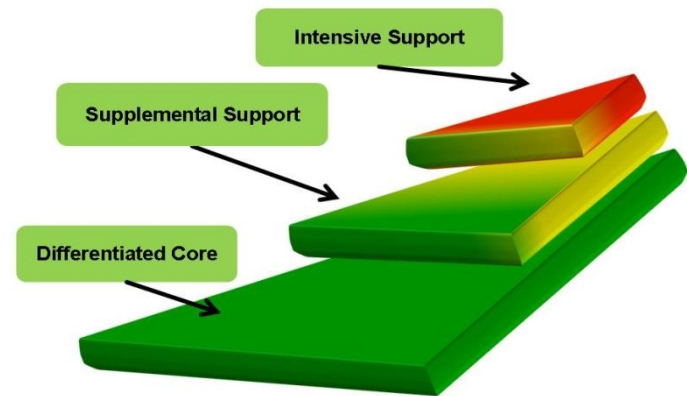 Intensive Support
Supplemental Support
Differentiated Core